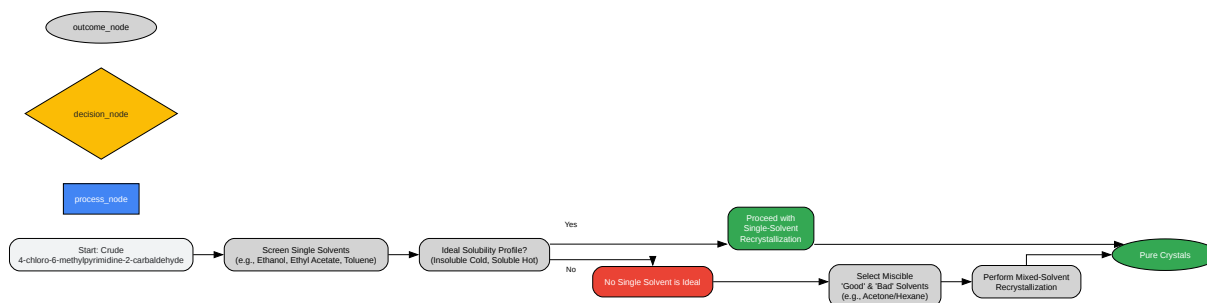 outcome_node
decision_node
process_node
Start: Crude
4-chloro-6-methylpyrimidine-2-carbaldehyde
Screen Single Solvents
(e.g., Ethanol, Ethyl Acetate, Toluene)
Ideal Solubility Profile?
(Insoluble Cold, Soluble Hot)
Yes
No
Proceed with
Single-Solvent
Recrystallization
No Single Solvent is Ideal
Select Miscible
'Good' & 'Bad' Solvents
(e.g., Acetone/Hexane)
Perform Mixed-Solvent
Recrystallization
Pure Crystals